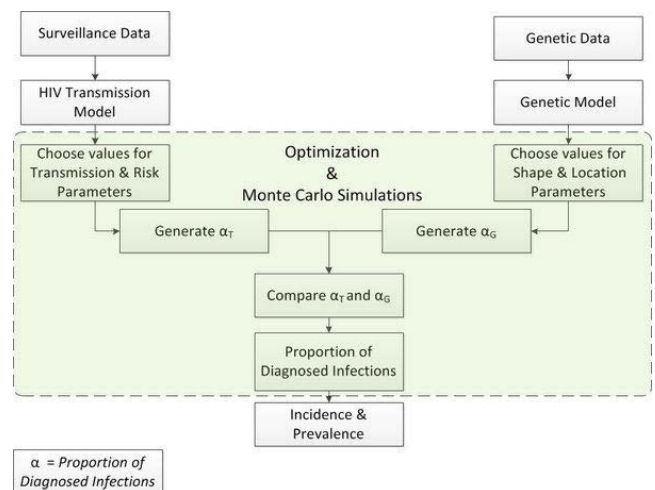 Surveillance Data
Genetic Data
HIV Transmission
Model
Genetic Model
Choose values for
Transmission & Risk
Parameters
Optimization
&
Monte Carlo Simulations
Choose values for
Shape & Location
Parameters
Generate αT
Generate αG
Compare αT and αG
Proportion of
Diagnosed Infections
Incidence &
Prevalence
α = Proportion of
Diagnosed Infections